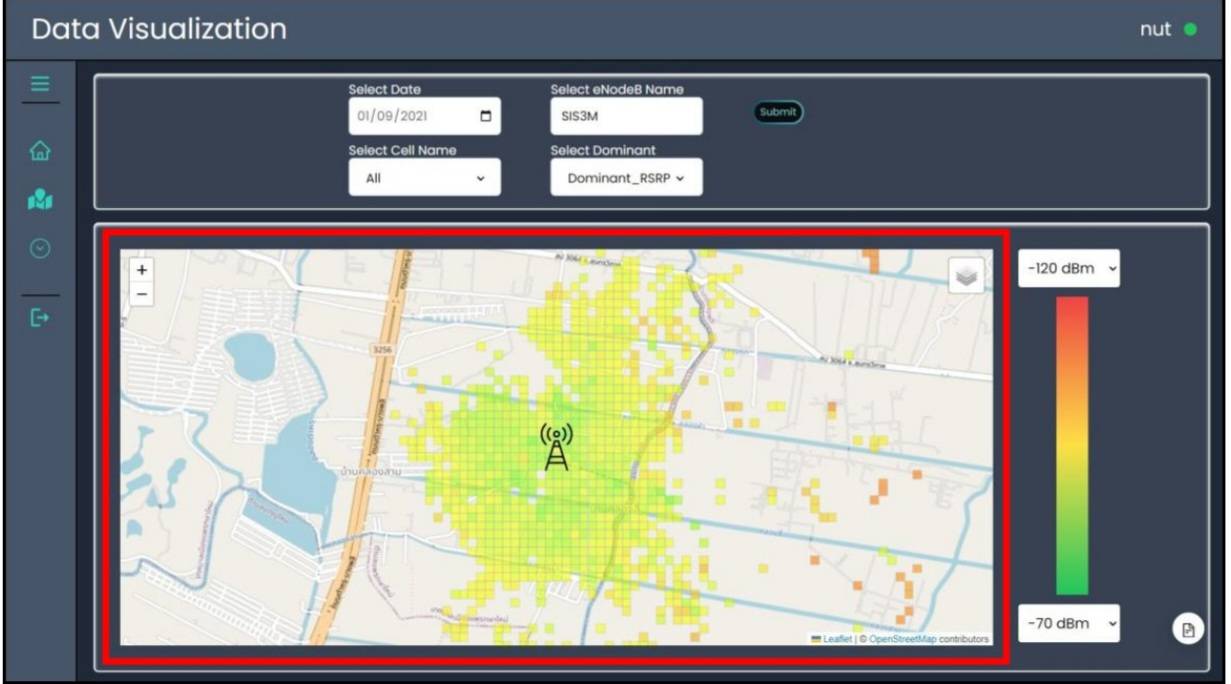 Data Visualization
nut
Select Date
Select eNodeB Name
01/09/2021
SIS3M
Submit
Select Cell Name
Select Dominant
All
Dominant_RSRP
+
−
3256
บ้านคลองสาม
-120 dBm
-70 dBm
Leaflet | © OpenStreetMap contributors